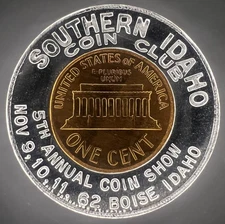 SOUTHERN IDAHO
COIN CLUB
UNITED STATES OF AMERICA
E·PLURIBUS
UNUM
ONE CENT
5TH ANNUAL COIN SHOW
NOV 9,10,11, 62 BOISE IDAHO